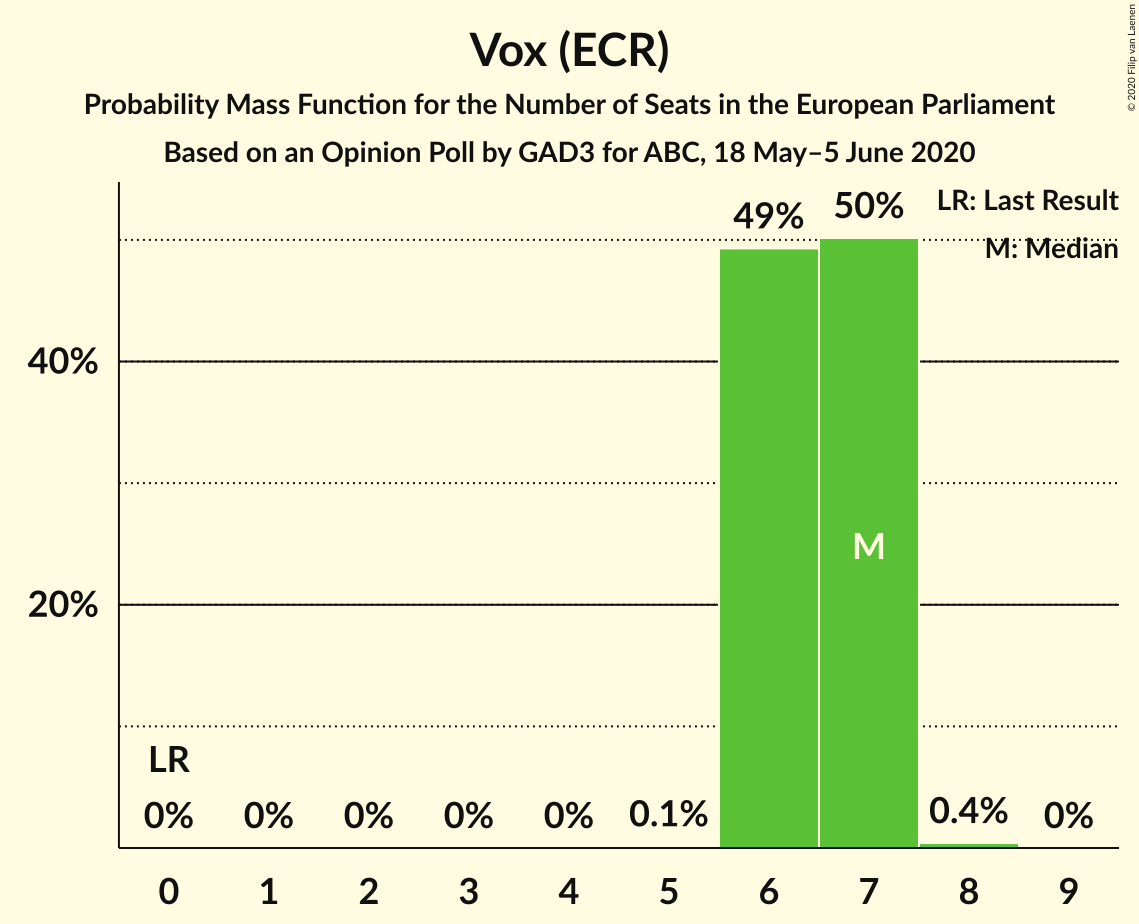 Vox (ECR)
Probability Mass Function for the Number of Seats in the European Parliament
Based on an Opinion Poll by GAD3 for ABC, 18 May–5 June 2020
© 2020 Filip van Laenen
LR: Last Result
M: Median
49% 50%
40%
20%
M
LR
0% 0% 0% 0% 0% 0.1% 0.4% 0%
0 1 2 3 4 5 6 7 8 9